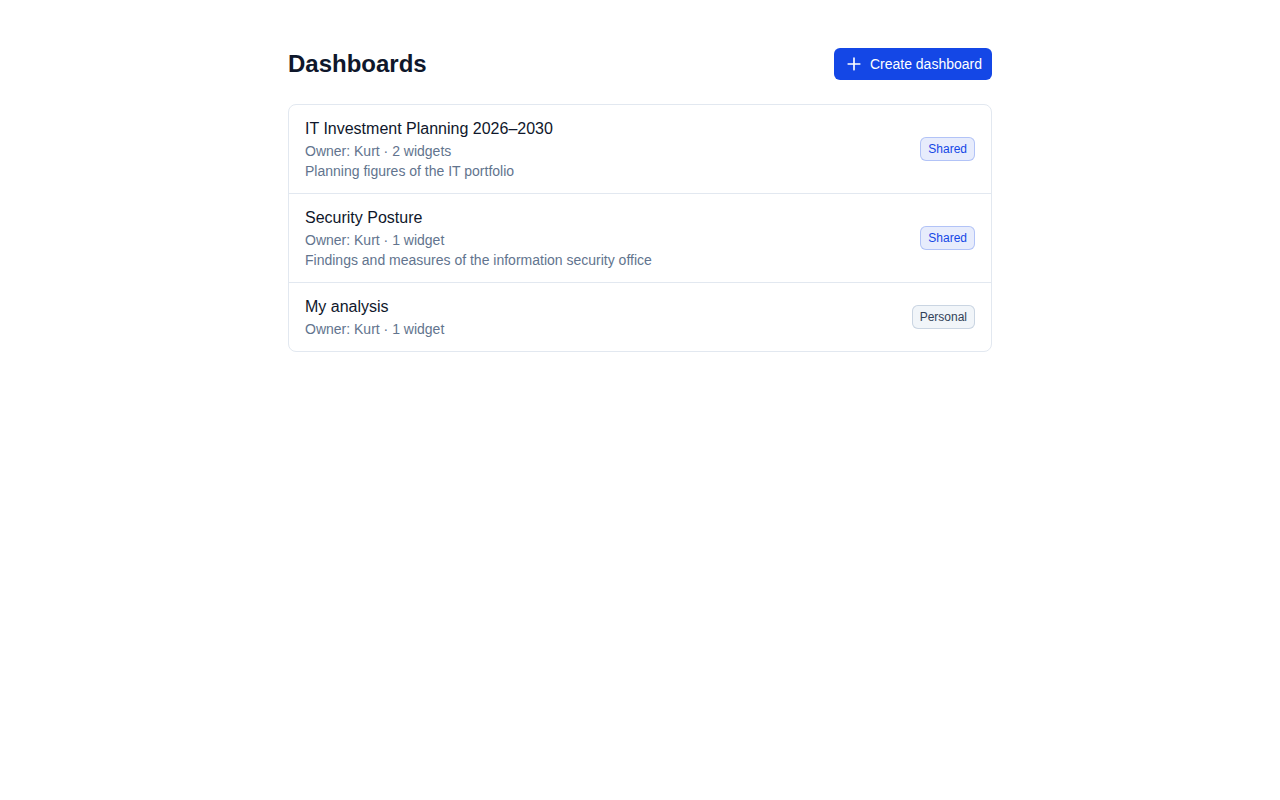 Dashboards
Create dashboard
IT Investment Planning 2026–2030
Owner: Kurt · 2 widgets
Planning figures of the IT portfolio
Shared
Security Posture
Owner: Kurt · 1 widget
Findings and measures of the information security office
Shared
My analysis
Owner: Kurt · 1 widget
Personal